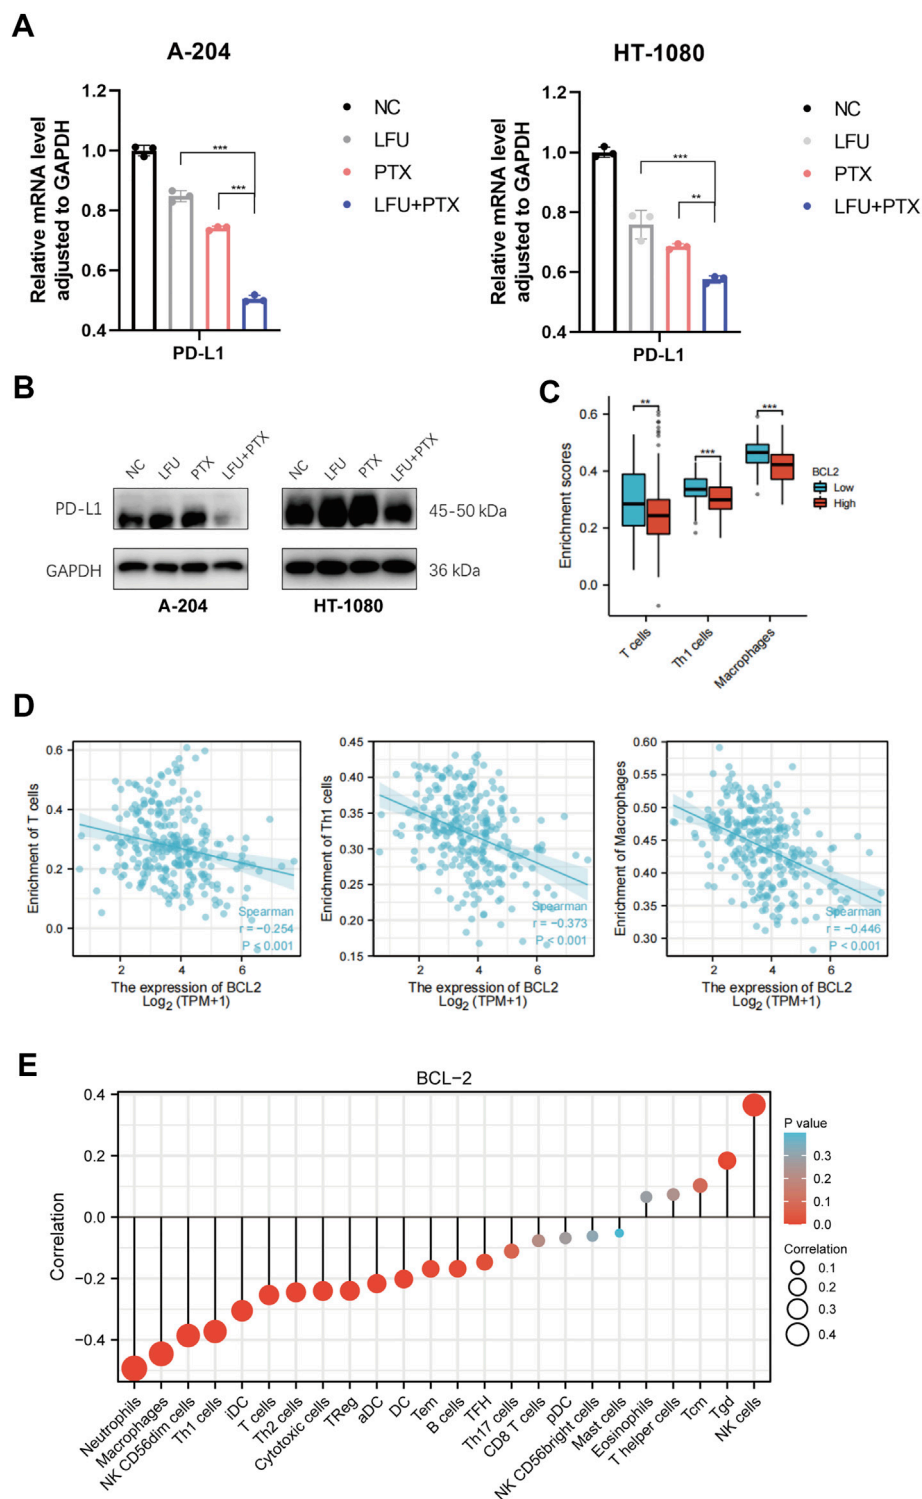 A
A-204
HT-1080
Relative mRNA level
adjusted to GAPDH
1.2
1.0
0.8
0.6
0.4
***
***
PD-L1
NC
LFU
PTX
LFU+PTX
Relative mRNA level
adjusted to GAPDH
1.2
1.0
0.8
0.6
0.4
***
**
PD-L1
NC
LFU
PTX
LFU+PTX
B
NC LFU PTX LFU+PTX
NC LFU PTX LFU+PTX
PD-L1
45-50 kDa
GAPDH
36 kDa
A-204
HT-1080
C
Enrichment scores
0.6
0.4
0.2
0.0
**
***
***
BCL2
Low
High
T cells
Th1 cells
Macrophages
D
Enrichment of T cells
0.6
0.4
0.2
0.0
Spearman
r = −0.254
P < 0.001
2 4 6
The expression of BCL2
Log2 (TPM+1)
Enrichment of Th1 cells
0.45
0.40
0.35
0.30
0.25
0.20
0.15
Spearman
r = −0.373
P < 0.001
2 4 6
The expression of BCL2
Log2 (TPM+1)
Enrichment of Macrophages
0.60
0.55
0.50
0.45
0.40
0.35
0.30
Spearman
r = −0.446
P < 0.001
2 4 6
The expression of BCL2
Log2 (TPM+1)
E
BCL−2
Correlation
0.4
0.2
0.0
−0.2
−0.4
P value
0.3
0.2
0.1
0.0
Correlation
0.1
0.2
0.3
0.4
Neutrophils
Macrophages
NK CD56dim cells
Th1 cells
iDC
T cells
Th2 cells
Cytotoxic cells
TReg
aDC
DC
Tem
B cells
TFH
Th17 cells
CD8 T cells
pDC
NK CD56bright cells
Mast cells
Eosinophils
T helper cells
Tcm
Tgd
NK cells